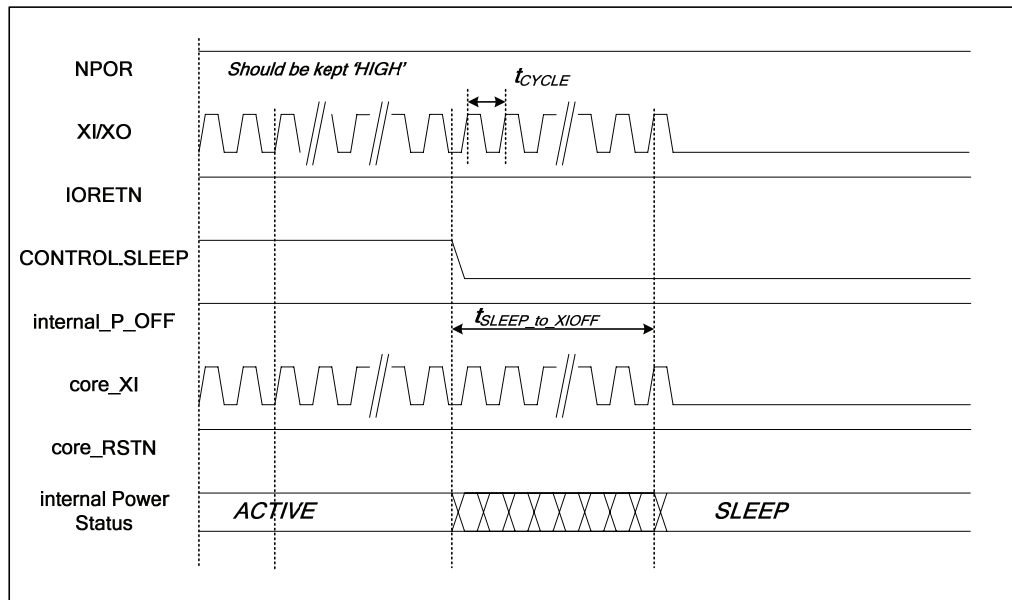 NPOR
Should be kept 'HIGH'
tCYCLE
XI/XO
IORETN
CONTROL.SLEEP
internal_P_OFF
tSLEEP_to_XIOFF
core_XI
core_RSTN
internal Power
Status
ACTIVE
SLEEP